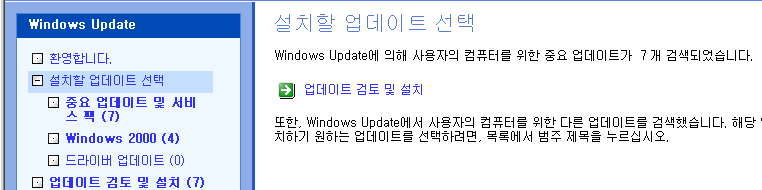 Windows Update
환영합니다.
설치할 업데이트 선택
중요 업데이트 및 서비
스 팩 (7)
Windows 2000 (4)
드라이버 업데이트 (0)
업데이트 검토 및 설치 (7)
설치할 업데이트 선택
Windows Update에 의해 사용자의 컴퓨터를 위한 중요 업데이트가 7 개 검색되었습니다.
업데이트 검토 및 설치
또한, Windows Update에서 사용자의 컴퓨터를 위한 다른 업데이트를 검색했습니다. 해당
치하기 원하는 업데이트를 선택하려면, 목록에서 범주 제목을 누르십시오.